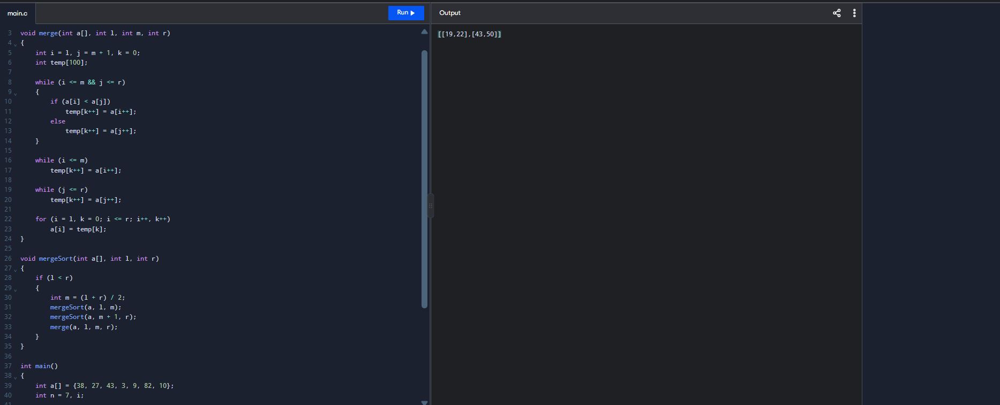 main.c
Run
Output
3 void merge(int a[], int l, int m, int r)
4 {
5     int i = l, j = m + 1, k = 0;
6     int temp[100];
7
8     while (i <= m && j <= r)
9     {
10         if (a[i] < a[j])
11             temp[k++] = a[i++];
12         else
13             temp[k++] = a[j++];
14     }
15
16     while (i <= m)
17         temp[k++] = a[i++];
18
19     while (j <= r)
20         temp[k++] = a[j++];
21
22     for (i = l, k = 0; i <= r; i++, k++)
23         a[i] = temp[k];
24 }
25
26 void mergeSort(int a[], int l, int r)
27 {
28     if (l < r)
29     {
30         int m = (l + r) / 2;
31         mergeSort(a, l, m);
32         mergeSort(a, m + 1, r);
33         merge(a, l, m, r);
34     }
35 }
36
37 int main()
38 {
39     int a[] = {38, 27, 43, 3, 9, 82, 10};
40     int n = 7, i;
41
[[19,22],[43,50]]